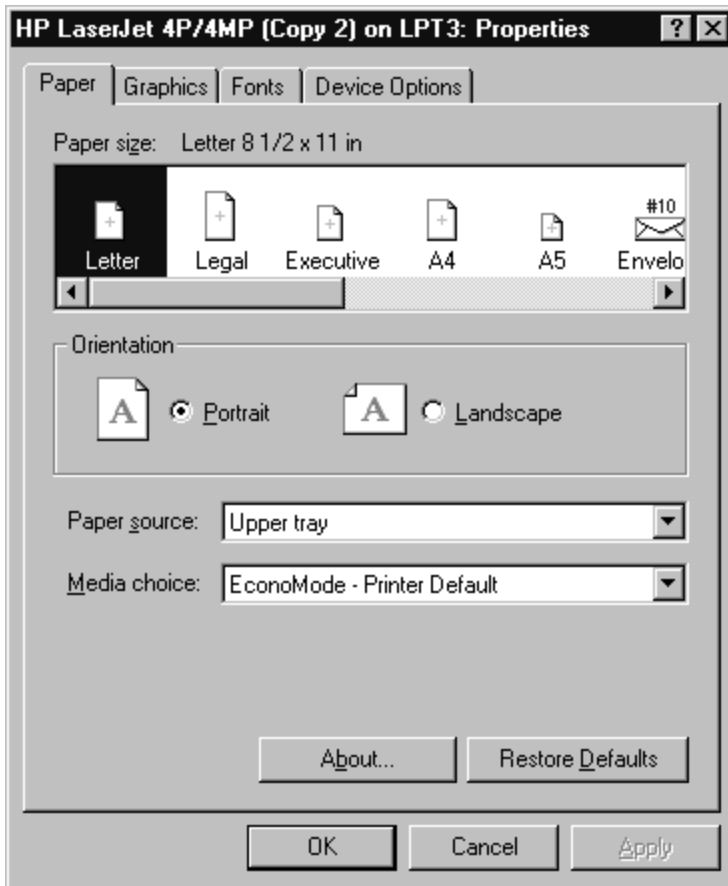 HP LaserJet 4P/4MP (Copy 2) on LPT3: Properties ? X
Paper Graphics Fonts Device Options
Paper size: Letter 8 1/2 x 11 in
#10
Letter Legal Executive A4 A5 Envelo
Orientation
A Portrait A Landscape
Paper source: Upper tray
Media choice: EconoMode - Printer Default
About... Restore Defaults
OK Cancel Apply